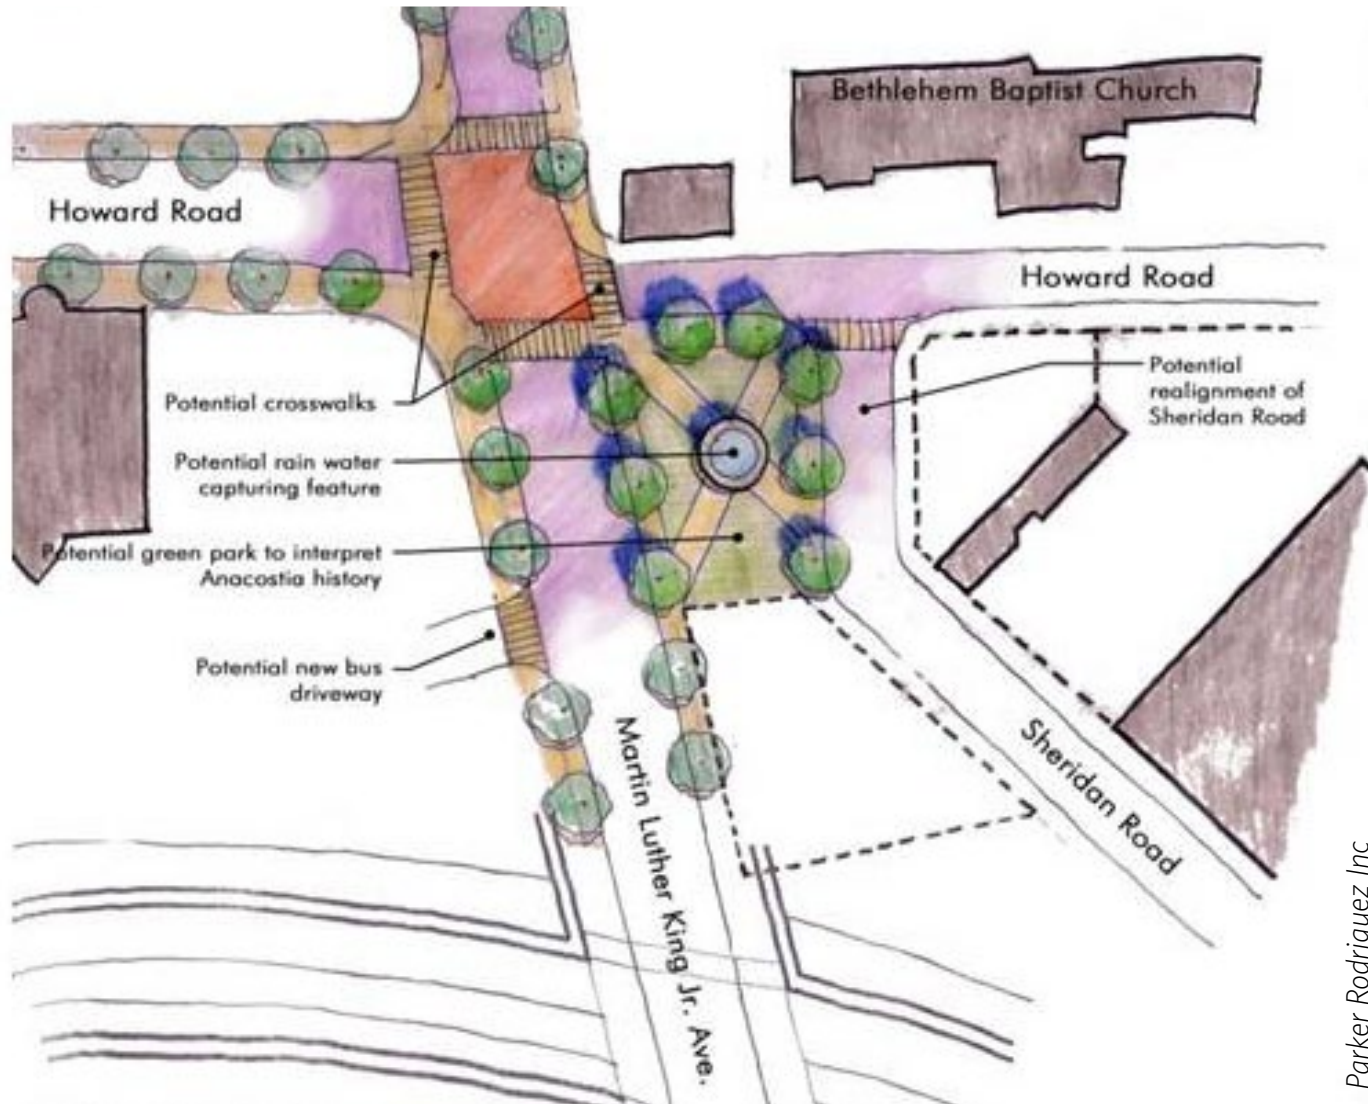 Bethlehem Baptist Church
Howard Road
Howard Road
Potential
realignment of
Sheridan Road
Potential crosswalks
Potential rain water
capturing feature
Potential green park to interpret
Anacostia history
Potential new bus
driveway
Martin Luther King Jr. Ave.
Sheridan Road
Parker Rodriguez Inc